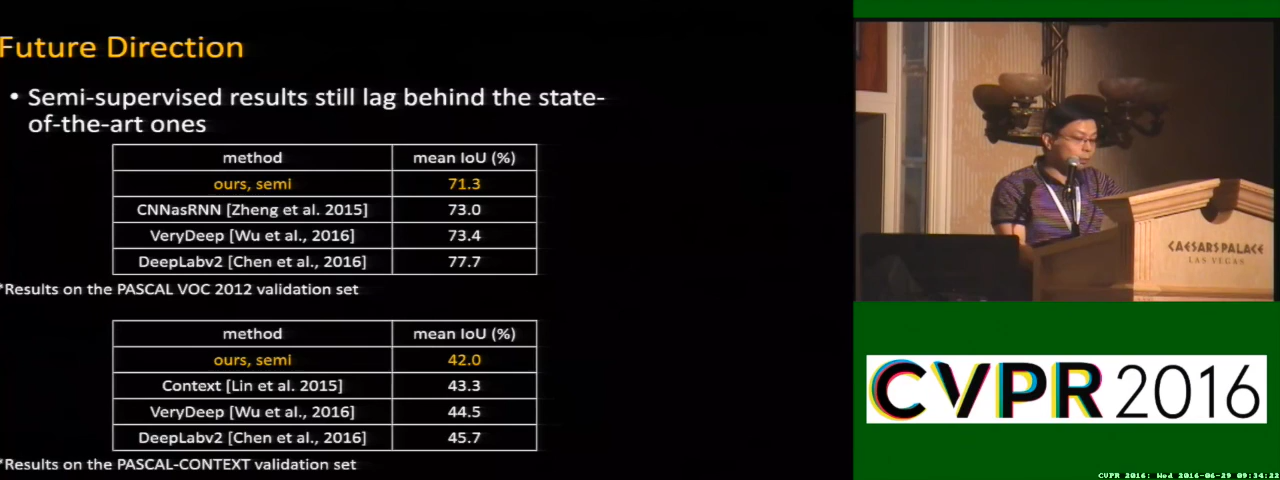 Future Direction
• Semi-supervised results still lag behind the state-
of-the-art ones
method mean IoU (%)
ours, semi 71.3
CNNasRNN [Zheng et al. 2015] 73.0
VeryDeep [Wu et al., 2016] 73.4
DeepLabv2 [Chen et al., 2016] 77.7
*Results on the PASCAL VOC 2012 validation set
method mean IoU (%)
ours, semi 42.0
Context [Lin et al. 2015] 43.3
VeryDeep [Wu et al., 2016] 44.5
DeepLabv2 [Chen et al., 2016] 45.7
*Results on the PASCAL-CONTEXT validation set
CAESARS PALACE
LAS VEGAS
CVPR 2016
CVPR 2016: Wed 2016-06-29 09:34:22